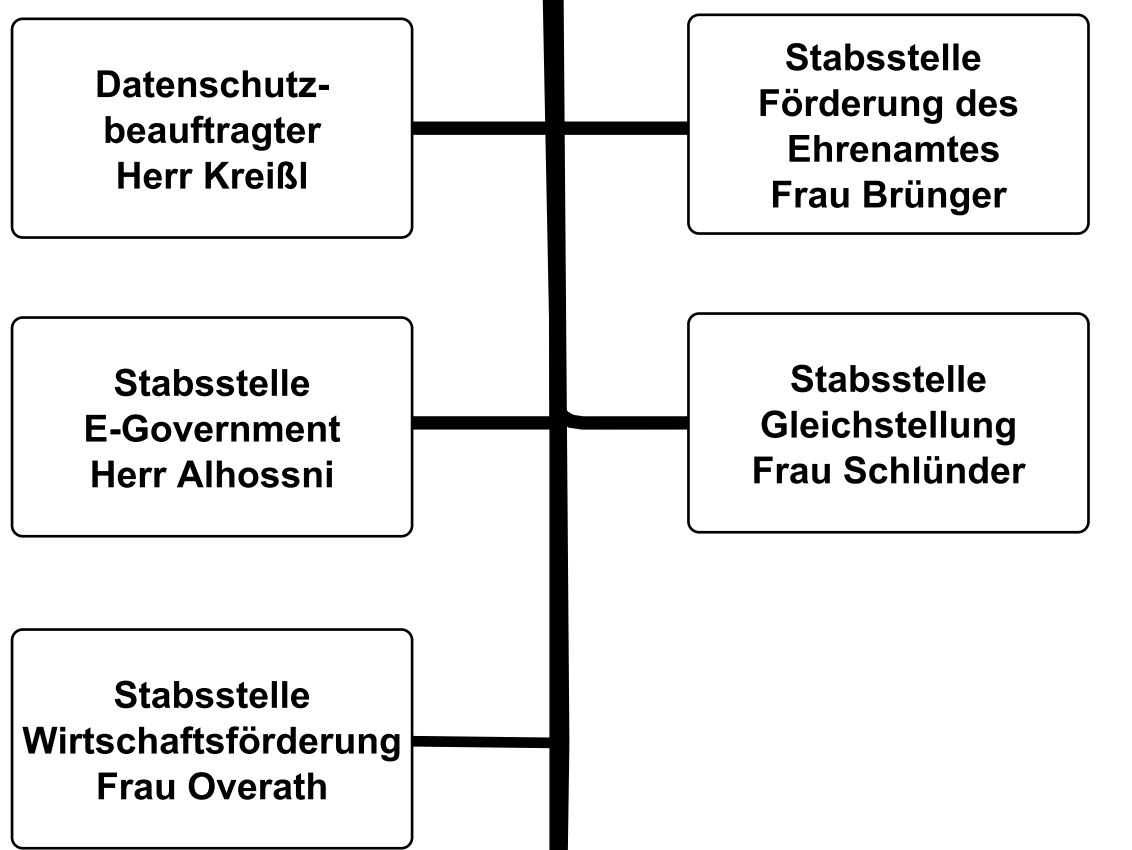 Datenschutz-
beauftragter
Herr Kreißl
Stabsstelle
Förderung des
Ehrenamtes
Frau Brünger
Stabsstelle
E-Government
Herr Alhossni
Stabsstelle
Gleichstellung
Frau Schlünder
Stabsstelle
Wirtschaftsförderung
Frau Overath